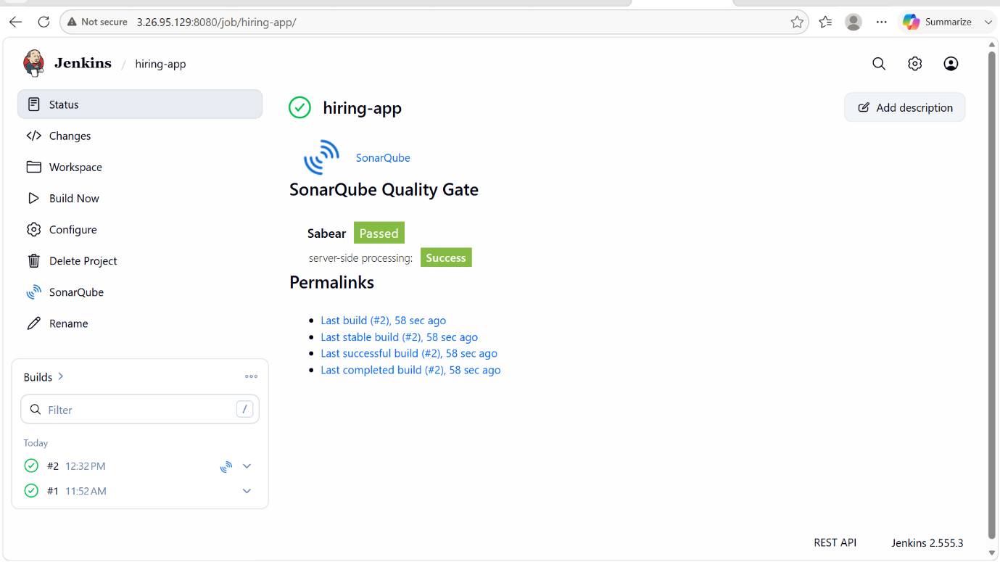 Not secure 3.26.95.129:8080/job/hiring-app/ Summarize
Jenkins / hiring-app
Status
Changes
Workspace
Build Now
Configure
Delete Project
SonarQube
Rename
Builds
Filter /
Today
#2 12:32 PM
#1 11:52 AM
hiring-app
Add description
SonarQube
SonarQube Quality Gate
Sabear Passed
server-side processing: Success
Permalinks
Last build (#2), 58 sec ago
Last stable build (#2), 58 sec ago
Last successful build (#2), 58 sec ago
Last completed build (#2), 58 sec ago
REST API Jenkins 2.555.3